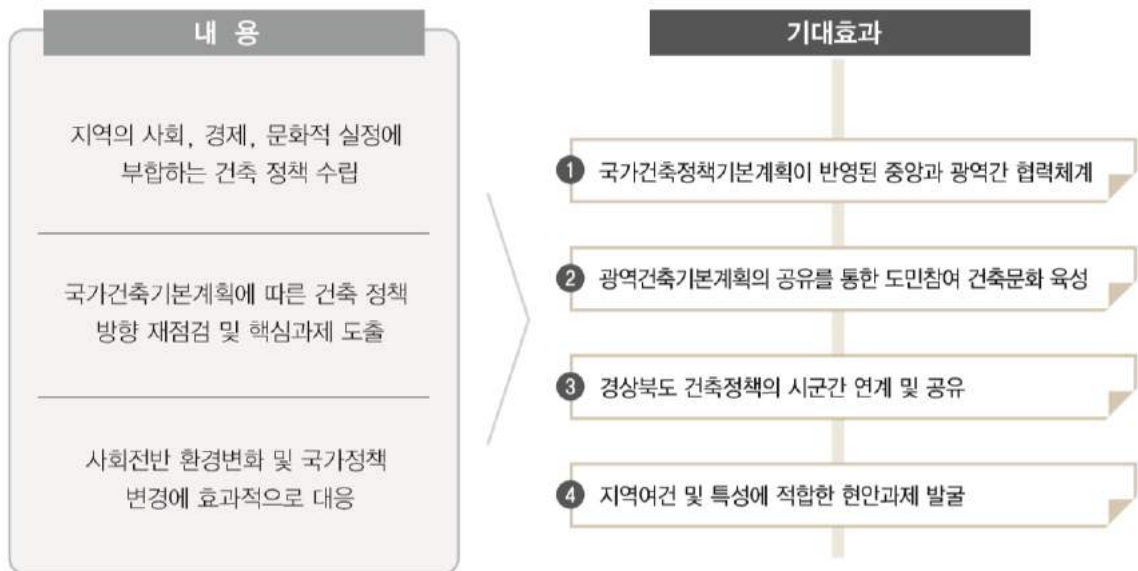 내 용
지역의 사회, 경제, 문화적 실정에
부합하는 건축 정책 수립
국가건축기본계획에 따른 건축 정책
방향 재점검 및 핵심과제 도출
사회전반 환경변화 및 국가정책
변경에 효과적으로 대응
기대효과
1 국가건축정책기본계획이 반영된 중앙과 광역간 협력체계
2 광역건축기본계획의 공유를 통한 도민참여 건축문화 육성
3 경상북도 건축정책의 시군간 연계 및 공유
4 지역여건 및 특성에 적합한 현안과제 발굴